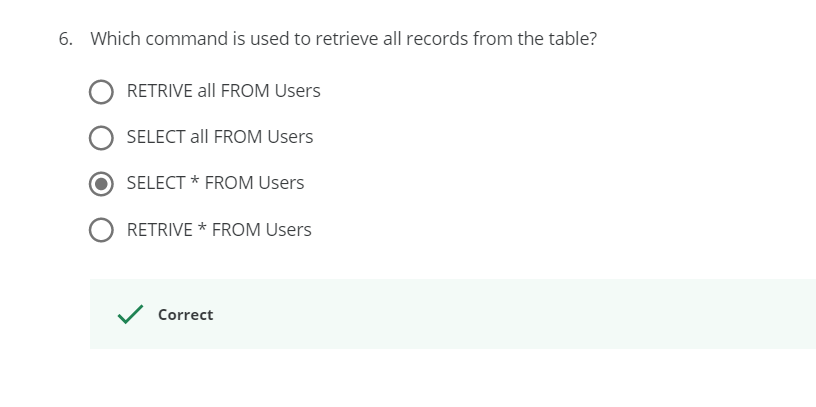 6. Which command is used to retrieve all records from the table?
RETRIVE all FROM Users
SELECT all FROM Users
SELECT * FROM Users
RETRIVE * FROM Users
Correct